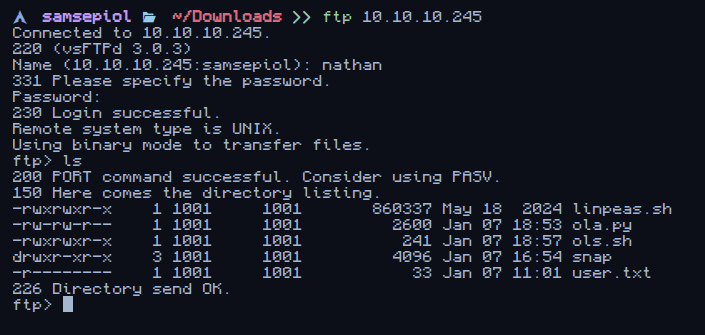 samsepiol ~/Downloads >> ftp 10.10.10.245
Connected to 10.10.10.245.
220 (vsFTPd 3.0.3)
Name (10.10.10.245:samsepiol): nathan
331 Please specify the password.
Password:
230 Login successful.
Remote system type is UNIX.
Using binary mode to transfer files.
ftp> ls
200 PORT command successful. Consider using PASV.
150 Here comes the directory listing.
-rwxrwxr-x    1 1001     1001       860337 May 18  2024 linpeas.sh
-rw-rw-r--    1 1001     1001         2600 Jan 07 18:53 ola.py
-rwxr-xr-x    1 1001     1001          241 Jan 07 18:57 ols.sh
drwxr-xr-x    3 1001     1001         4096 Jan 07 16:54 snap
-r--------    1 1001     1001           33 Jan 07 11:01 user.txt
226 Directory send OK.
ftp>